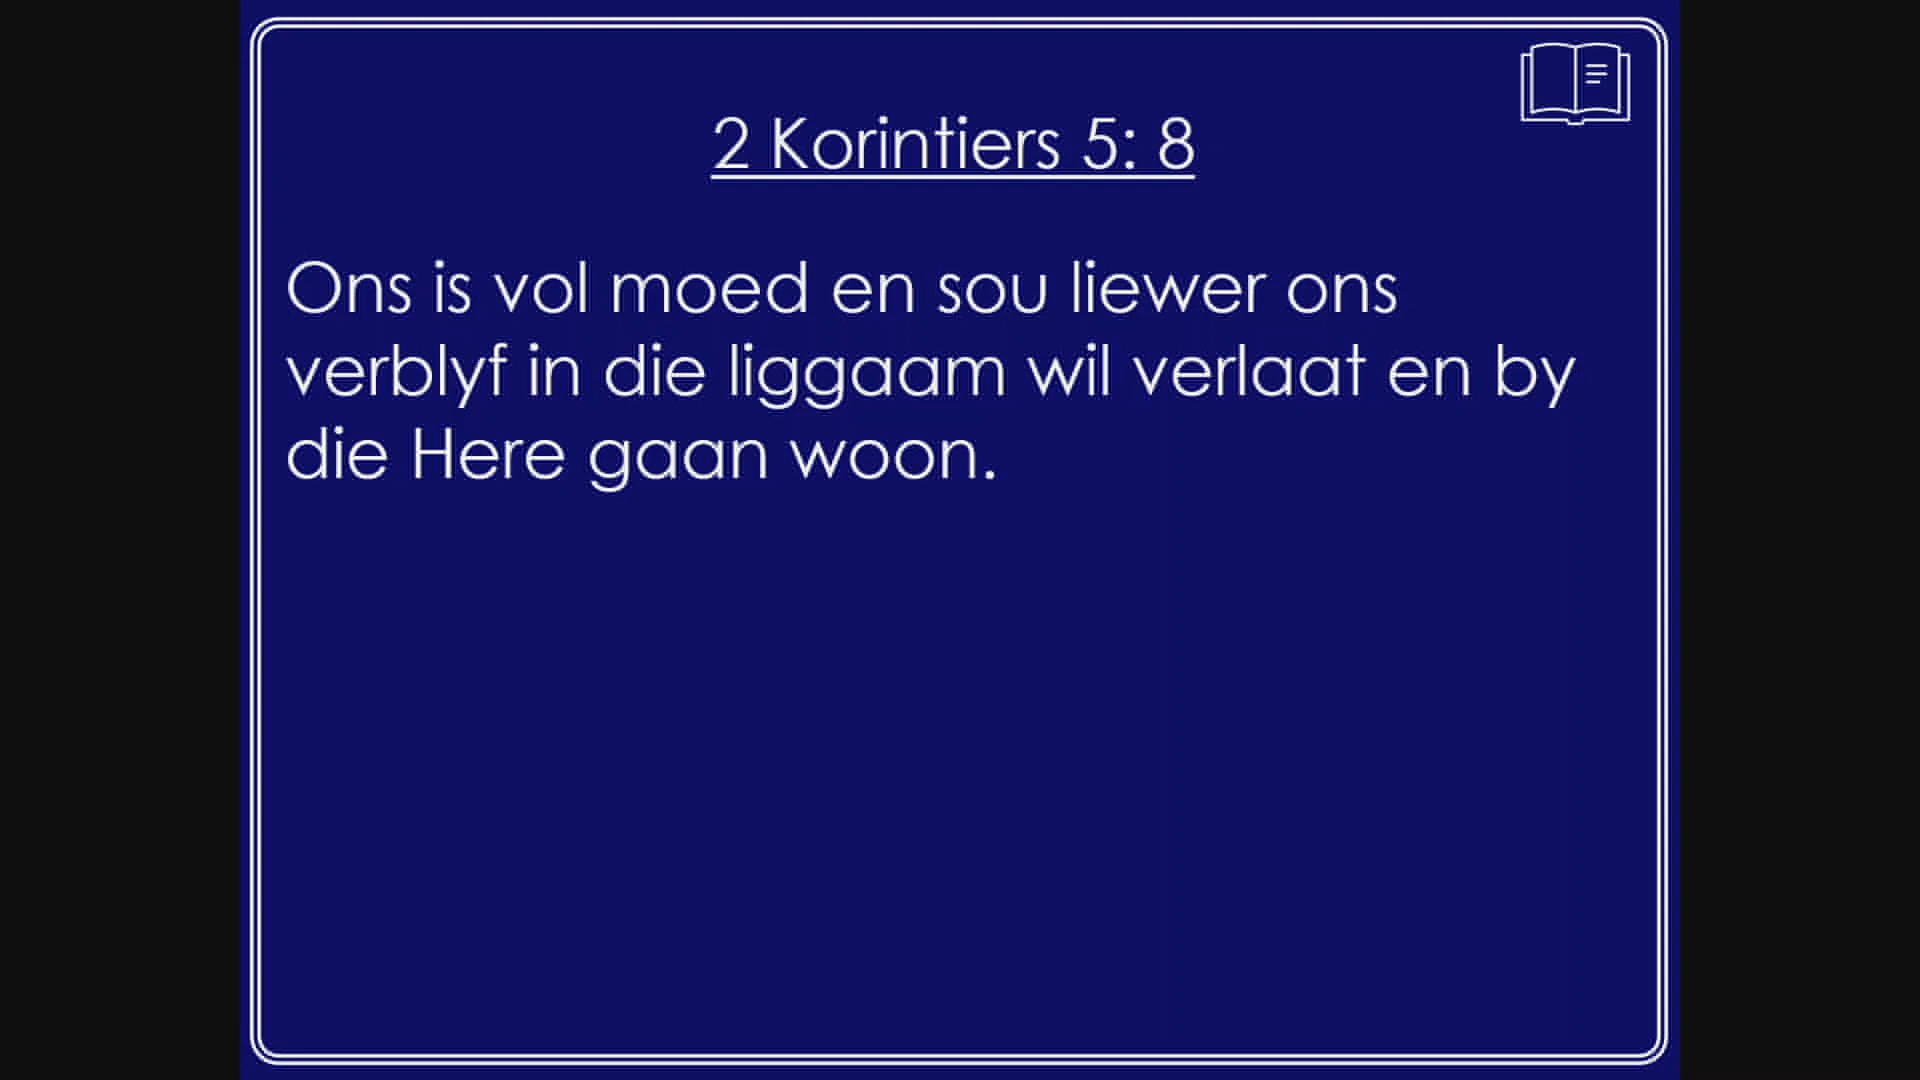 2 Korintiers 5: 8
Ons is vol moed en sou liewer ons
verblyf in die liggaam wil verlaat en by
die Here gaan woon.